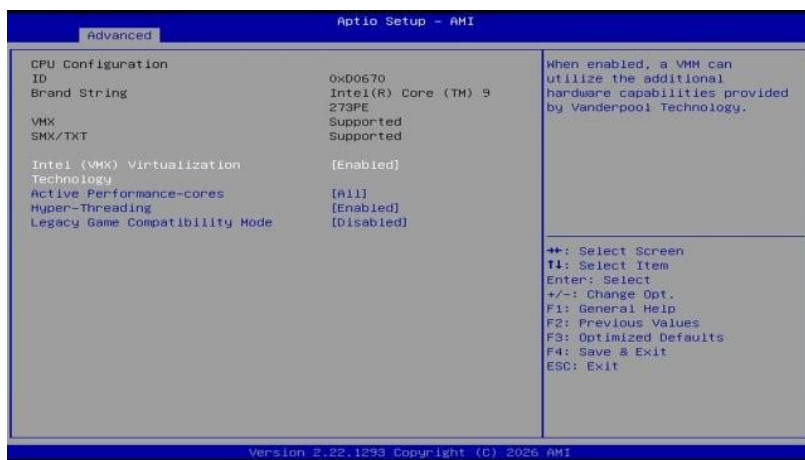 Aptio Setup - AMI
Advanced
CPU Configuration
ID 0xD0670
Brand String Intel(R) Core (TM) 9
273PE
VMX Supported
SMX/TXT Supported
Intel (VMX) Virtualization [Enabled]
Technology
Active Performance-cores [All]
Hyper-Threading [Enabled]
Legacy Game Compatibility Mode [Disabled]
When enabled, a VMM can
utilize the additional
hardware capabilities provided
by Vanderpool Technology.
→←: Select Screen
↑↓: Select Item
Enter: Select
+/-: Change Opt.
F1: General Help
F2: Previous Values
F3: Optimized Defaults
F4: Save & Exit
ESC: Exit
Version 2.22.1293 Copyright (C) 2026 AMI